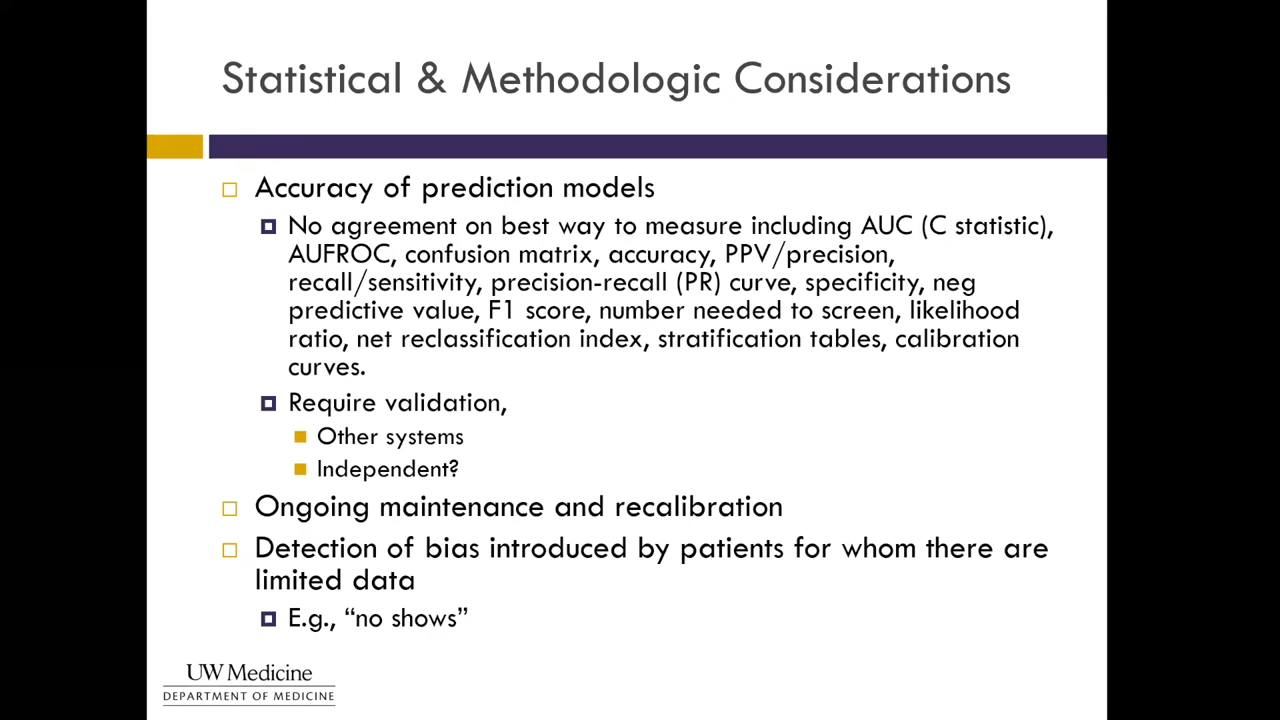 Statistical & Methodologic Considerations
Accuracy of prediction models
No agreement on best way to measure including AUC (C statistic),
AUFROC, confusion matrix, accuracy, PPV/precision,
recall/sensitivity, precision-recall (PR) curve, specificity, neg
predictive value, F1 score, number needed to screen, likelihood
ratio, net reclassification index, stratification tables, calibration
curves.
Require validation,
Other systems
Independent?
Ongoing maintenance and recalibration
Detection of bias introduced by patients for whom there are
limited data
E.g., “no shows”
UW Medicine
DEPARTMENT OF MEDICINE